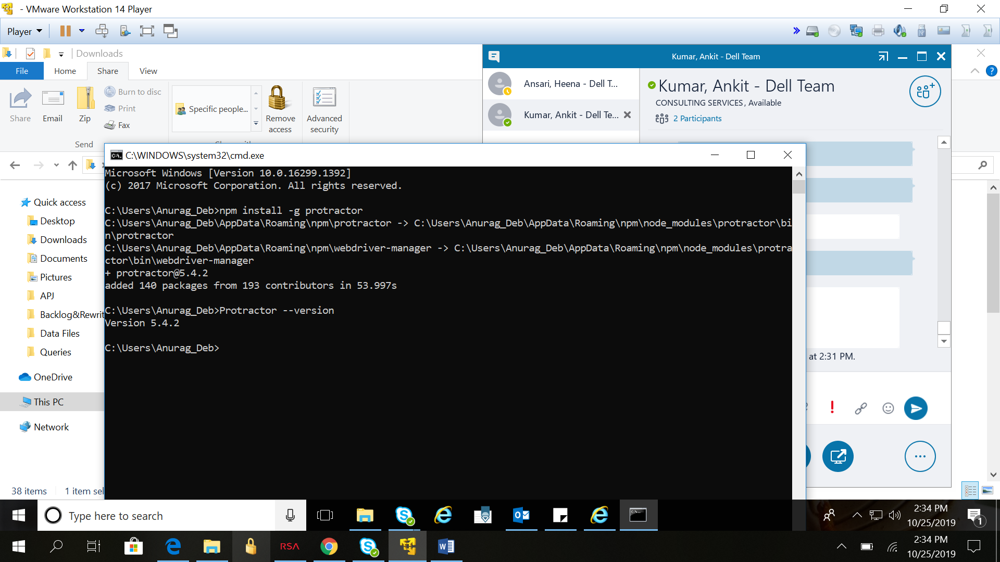 - VMware Workstation 14 Player
Player
Downloads
File
Home
Share
View
Share
Email
Zip
Burn to disc
Print
Fax
Specific people...
Remove access
Advanced security
Send
Kumar, Ankit - Dell Team
Ansari, Heena - Dell T...
Kumar, Ankit - Dell Te...
Kumar, Ankit - Dell Team
CONSULTING SERVICES, Available
2 Participants
C:\WINDOWS\system32\cmd.exe
Microsoft Windows [Version 10.0.16299.1392]
(c) 2017 Microsoft Corporation. All rights reserved.
C:\Users\Anurag_Deb>npm install -g protractor
C:\Users\Anurag_Deb\AppData\Roaming\npm\protractor -> C:\Users\Anurag_Deb\AppData\Roaming\npm\node_modules\protractor\bi
n\protractor
C:\Users\Anurag_Deb\AppData\Roaming\npm\webdriver-manager -> C:\Users\Anurag_Deb\AppData\Roaming\npm\node_modules\protra
ctor\bin\webdriver-manager
+ protractor@5.4.2
added 140 packages from 193 contributors in 53.997s
C:\Users\Anurag_Deb>Protractor --version
Version 5.4.2
C:\Users\Anurag_Deb>
Quick access
Desktop
Downloads
Documents
Pictures
APJ
Backlog&Rewrit
Data Files
Queries
OneDrive
This PC
Network
38 items
1 item sel
at 2:31 PM.
Type here to search
2:34 PM
10/25/2019
1
RSA
2:34 PM
10/25/2019